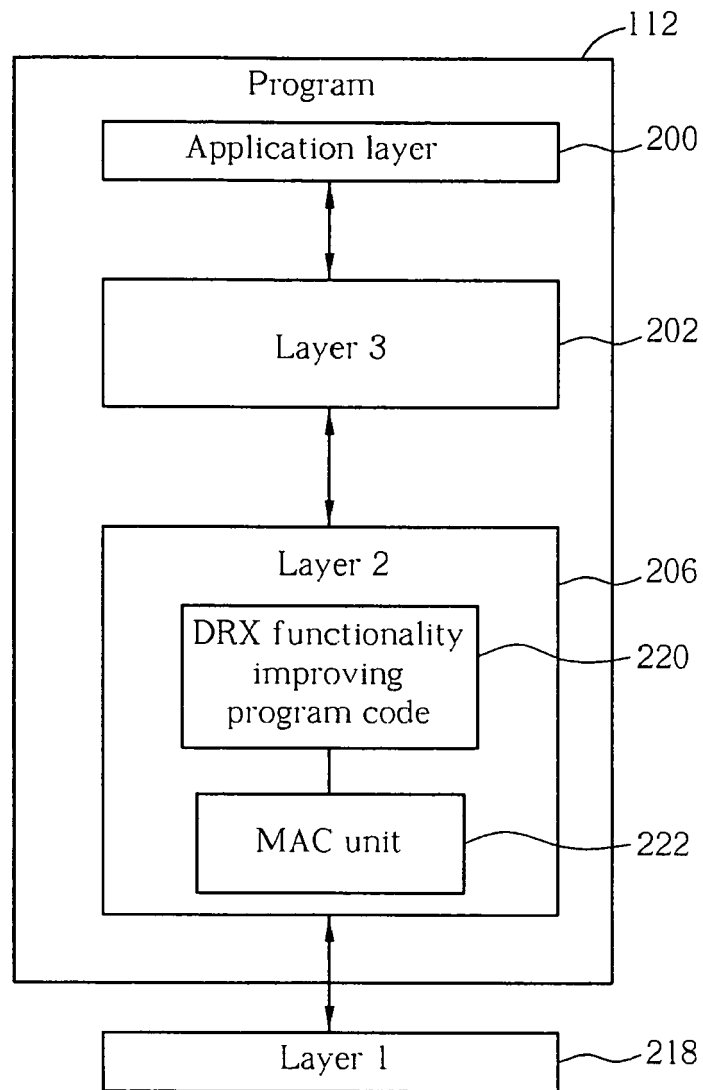 112
Program
Application layer
200
Layer 3
202
Layer 2
206
DRX functionality
improving
program code
220
MAC unit
222
Layer 1
218